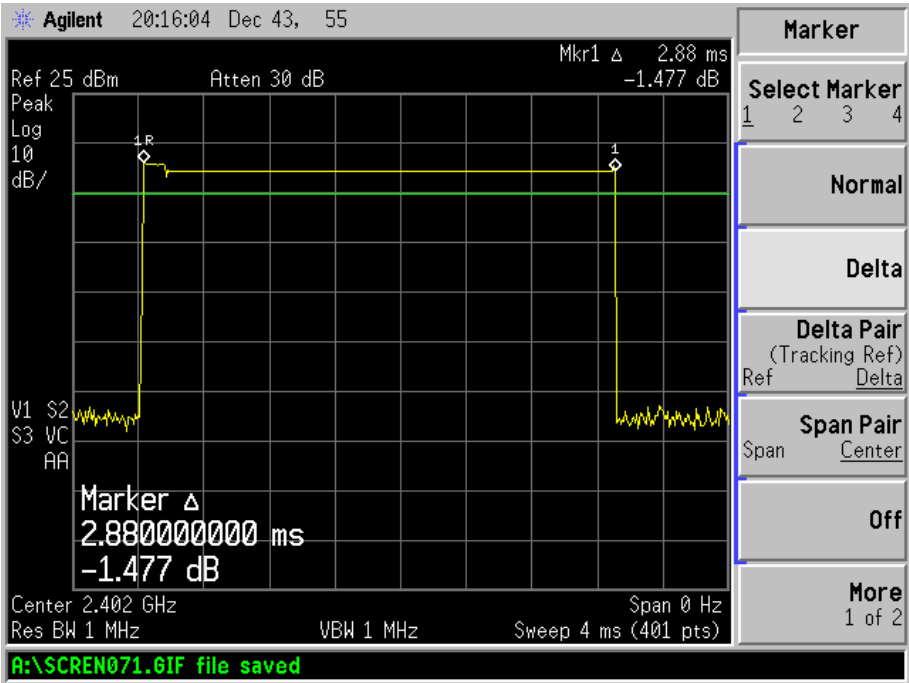 Agilent 20:16:04 Dec 43, 55
Mkr1 Δ 2.88 ms
Ref 25 dBm Atten 30 dB -1.477 dB
Peak
Log
10
dB/
1R
1
V1 S2
S3 VC
AA
Marker Δ
2.880000000 ms
-1.477 dB
Center 2.402 GHz Span 0 Hz
Res BW 1 MHz VBW 1 MHz Sweep 4 ms (401 pts)
A:\SCREN071.GIF file saved
Marker
Select Marker
1 2 3 4
Normal
Delta
Delta Pair
(Tracking Ref)
Ref Delta
Span Pair
Span Center
Off
More
1 of 2